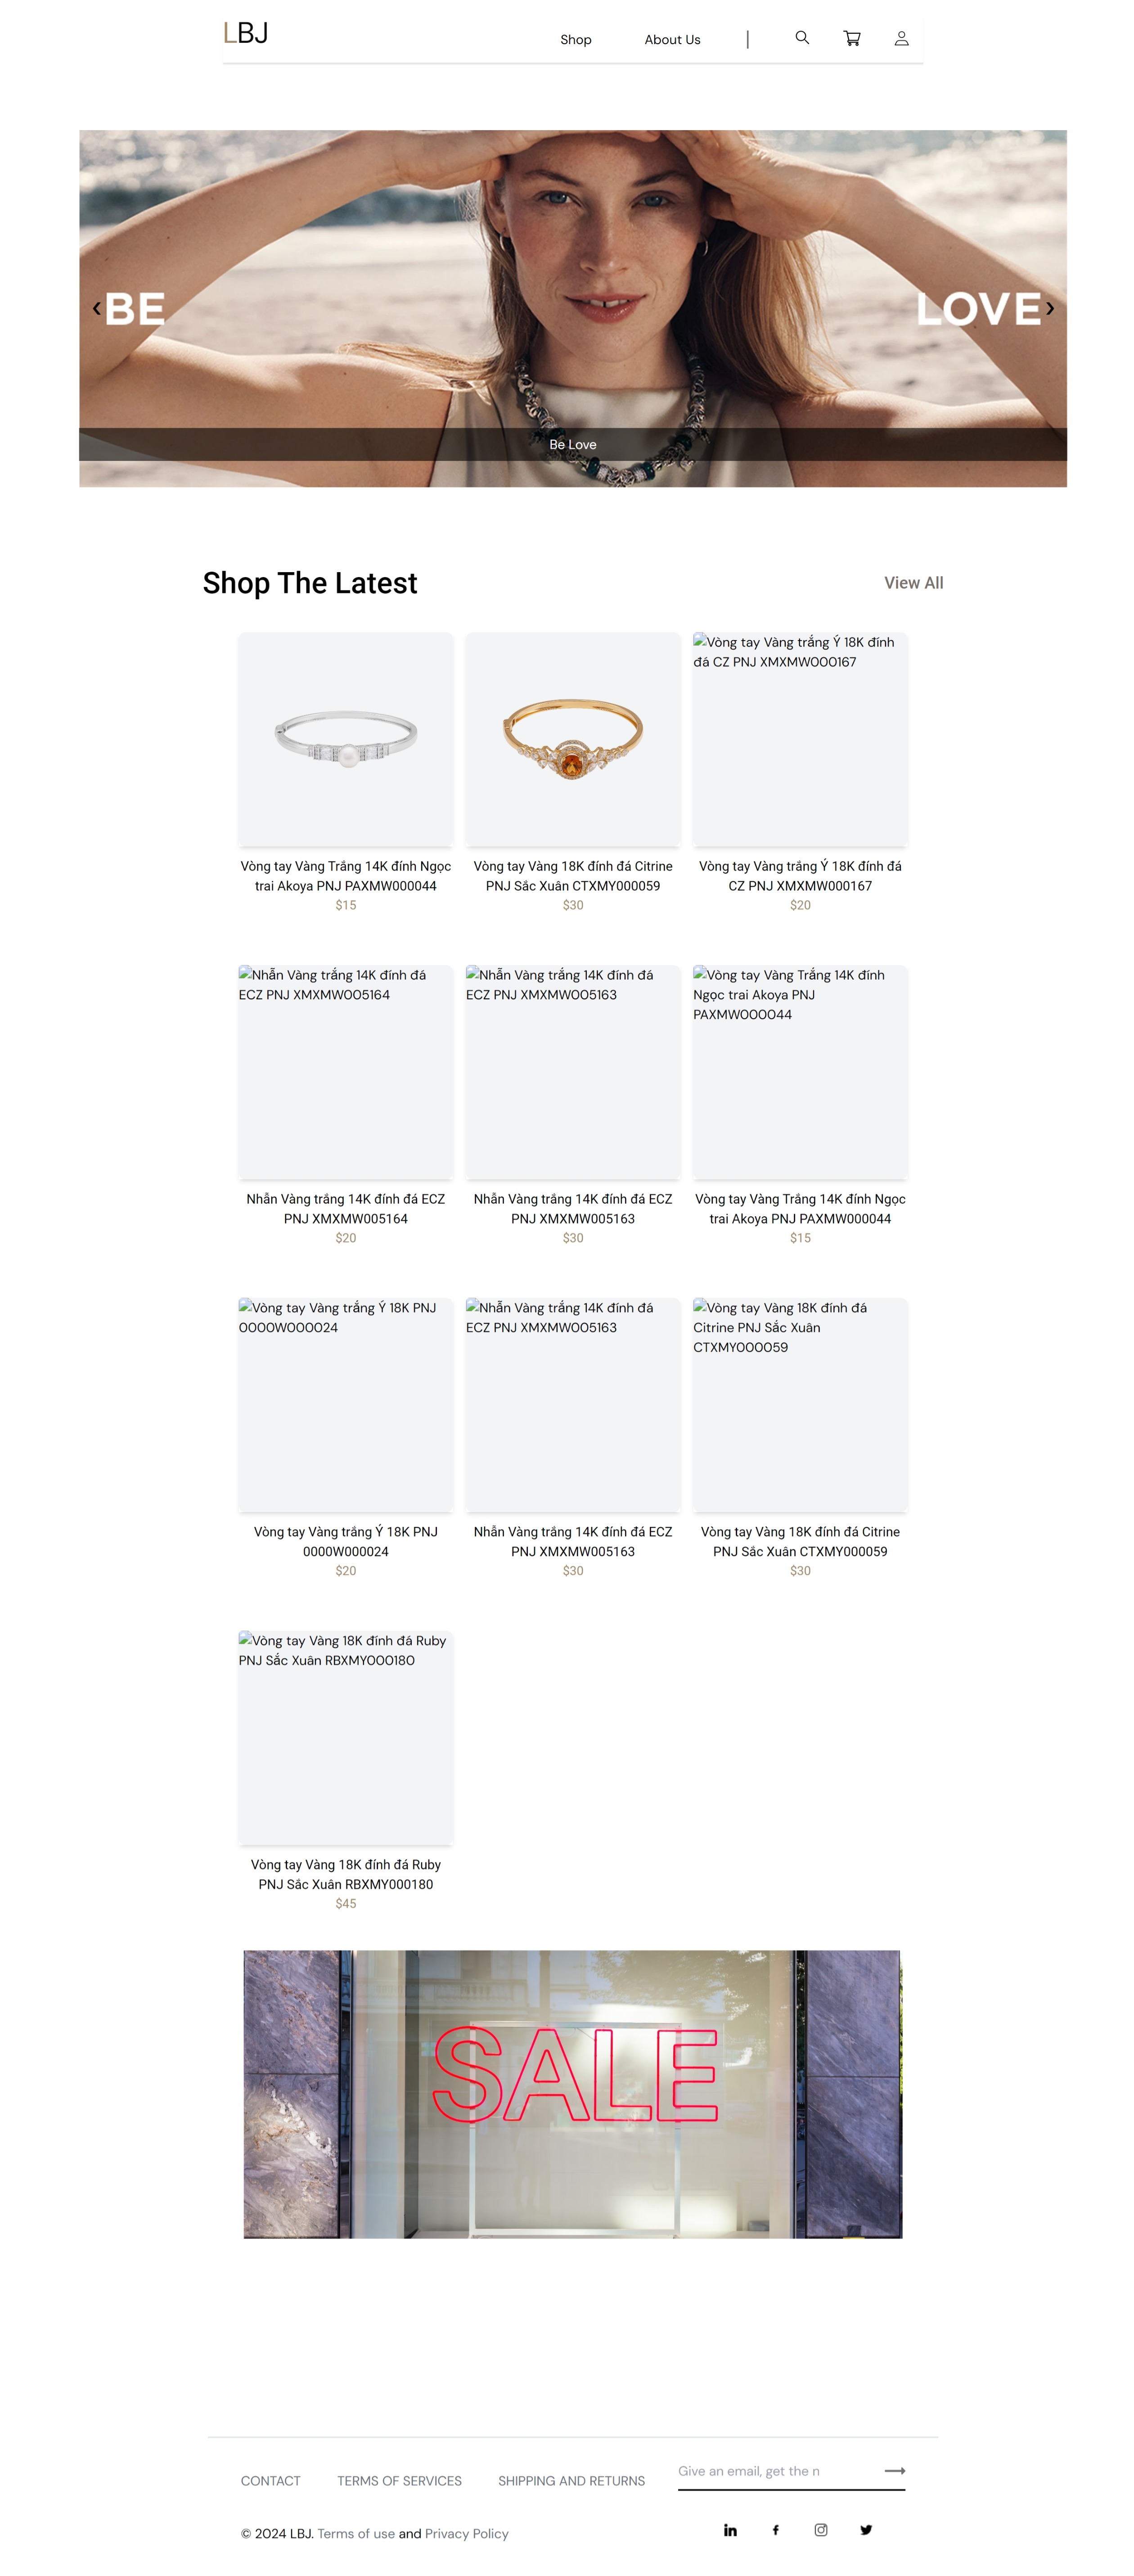 LBJ
Shop
About Us
BE
LOVE
Be Love
Shop The Latest
View All
Vòng tay Vàng trắng Ý 18K đính
đá CZ PNJ XMXMW000167
Vòng tay Vàng Trắng 14K đính Ngọc
trai Akoya PNJ PAXMW000044
$15
Vòng tay Vàng 18K đính đá Citrine
PNJ Sắc Xuân CTXMY000059
$30
Vòng tay Vàng trắng Ý 18K đính đá
CZ PNJ XMXMW000167
$20
Nhẫn Vàng trắng 14K đính đá
ECZ PNJ XMXMW005164
Nhẫn Vàng trắng 14K đính đá
ECZ PNJ XMXMW005163
Vòng tay Vàng Trắng 14K đính
Ngọc trai Akoya PNJ
PAXMW000044
Nhẫn Vàng trắng 14K đính đá ECZ
PNJ XMXMW005164
$20
Nhẫn Vàng trắng 14K đính đá ECZ
PNJ XMXMW005163
$30
Vòng tay Vàng Trắng 14K đính Ngọc
trai Akoya PNJ PAXMW000044
$15
Vòng tay Vàng trắng Ý 18K PNJ
0000W000024
Nhẫn Vàng trắng 14K đính đá
ECZ PNJ XMXMW005163
Vòng tay Vàng 18K đính đá
Citrine PNJ Sắc Xuân
CTXMY000059
Vòng tay Vàng trắng Ý 18K PNJ
0000W000024
$20
Nhẫn Vàng trắng 14K đính đá ECZ
PNJ XMXMW005163
$30
Vòng tay Vàng 18K đính đá Citrine
PNJ Sắc Xuân CTXMY000059
$30
Vòng tay Vàng 18K đính đá Ruby
PNJ Sắc Xuân RBXMY000180
Vòng tay Vàng 18K đính đá Ruby
PNJ Sắc Xuân RBXMY000180
$45
SALE
CONTACT
TERMS OF SERVICES
SHIPPING AND RETURNS
Give an email, get the n
© 2024 LBJ. Terms of use and Privacy Policy